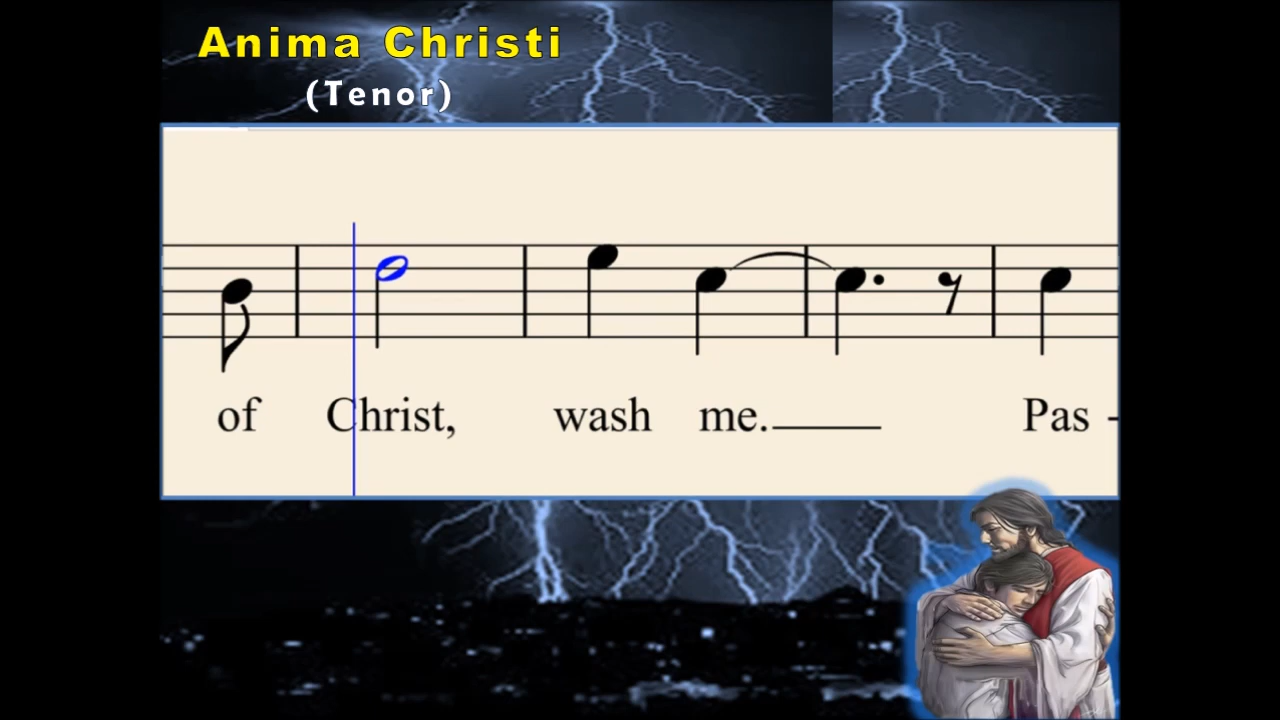 Anima Christi
(Tenor)
of Christ, wash me. Pas -